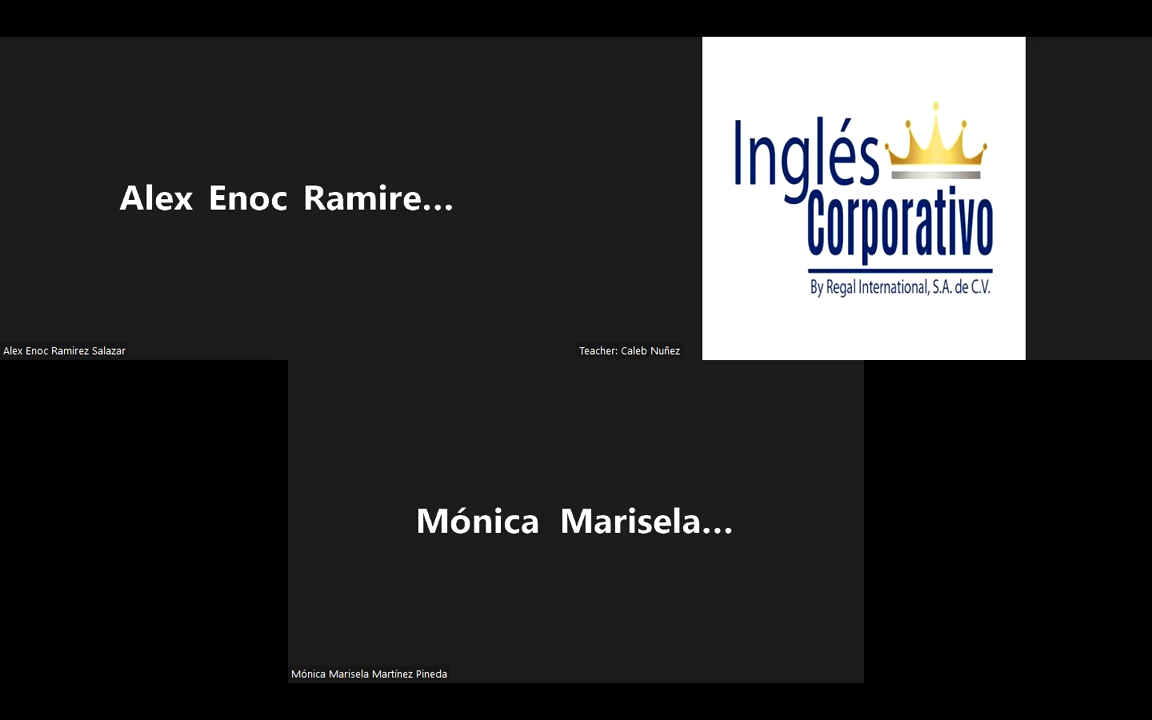 Alex Enoc Ramire...
Alex Enoc Ramirez Salazar
Inglés
Corporativo
By Regal International, S.A. de C.V.
Teacher: Caleb Nuñez
Mónica Marisela...
Mónica Marisela Martínez Pineda